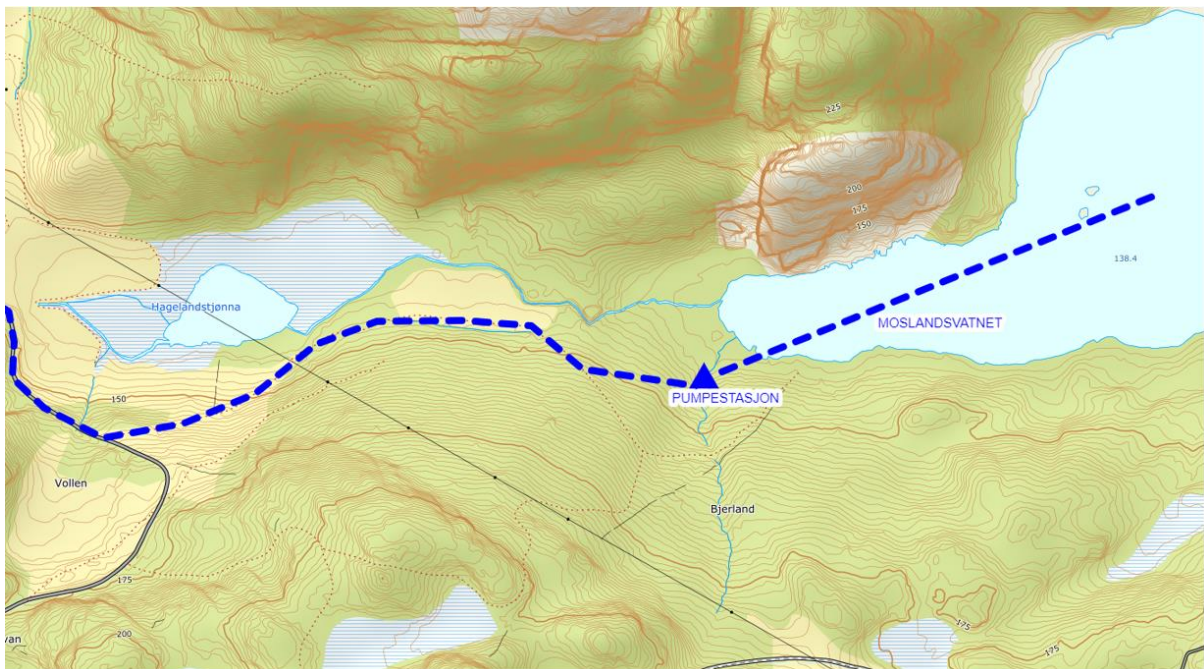 225
200
175
150
138.4
Hagelandstjønna
MOSLANDSVATNET
PUMPESTASJON
150
Vollen
Bjerland
175
200
van
175
175